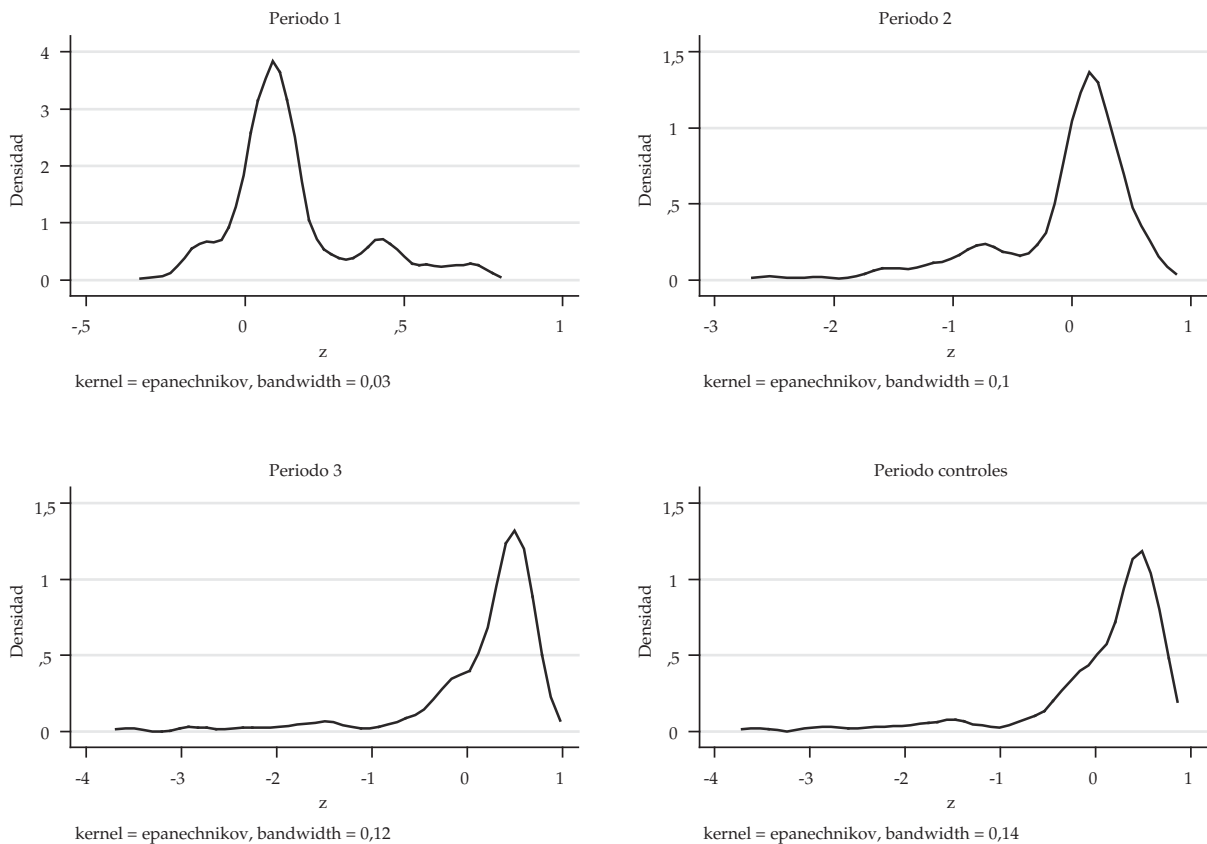 Periodo 1
4
3
2
1
0
Densidad
-,5
0
,5
1
z
kernel = epanechnikov, bandwidth = 0,03
Periodo 2
1,5
1
,5
0
Densidad
-3
-2
-1
0
1
z
kernel = epanechnikov, bandwidth = 0,1
Periodo 3
1,5
1
,5
0
Densidad
-4
-3
-2
-1
0
1
z
kernel = epanechnikov, bandwidth = 0,12
Periodo controles
1,5
1
,5
0
Densidad
-4
-3
-2
-1
0
1
z
kernel = epanechnikov, bandwidth = 0,14